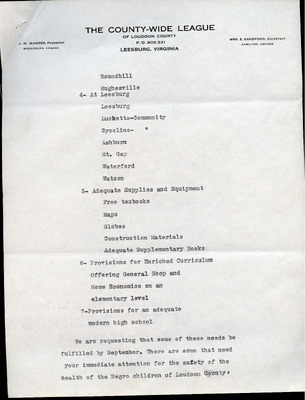 THE COUNTY-WIDE LEAGUE
OF LOUDOUN COUNTY
P. O. BOX 531
LEESBURG, VIRGINIA
Roundhill
Hughesville
4- At Leesburg
Leesburg
Lucketts-Community
Sycoline- "
Ashburn
Mt. Gap
Waterford
Watson
5- Adequate Supplies and Equipment
Free texbooks
Maps
Globes
Construction Materials
Adequate Supplementary Books
6- Provisions for Enriched Curriculum
Offering General Shop and
Home Economics on an
elementary level
7-Provisions for an adequate
modern high school
We are requesting that some of these needs be
fulfilled by September. There are some that need
your immediate attention for the safety of the
health of the Negro children of Loudoun County.